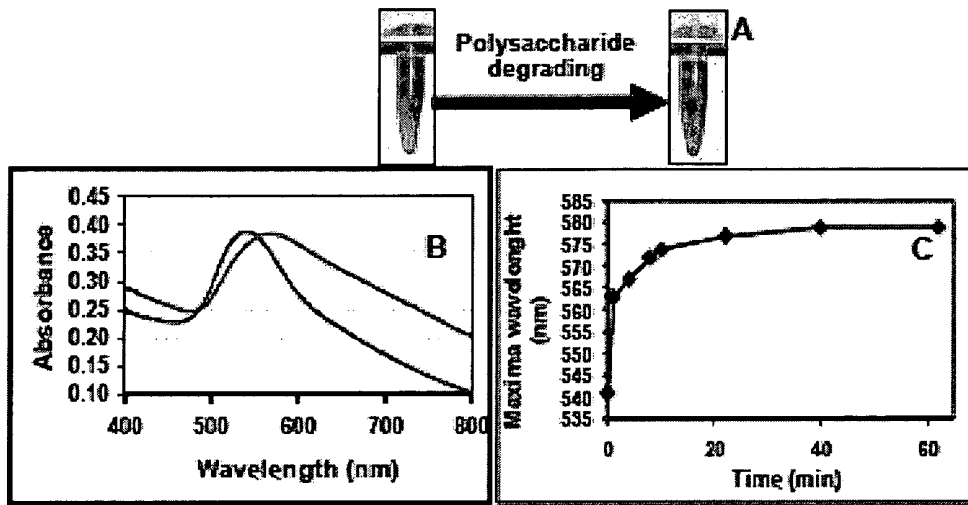 A
Polysaccharide
degrading
B
Absorbance
0.45
0.40
0.35
0.30
0.25
0.20
0.15
0.10
400 500 600 700 800
Wavelength (nm)
C
Maxima wavelenght
(nm)
585
580
575
570
565
560
555
550
545
540
535
0 20 40 60
Time (min)